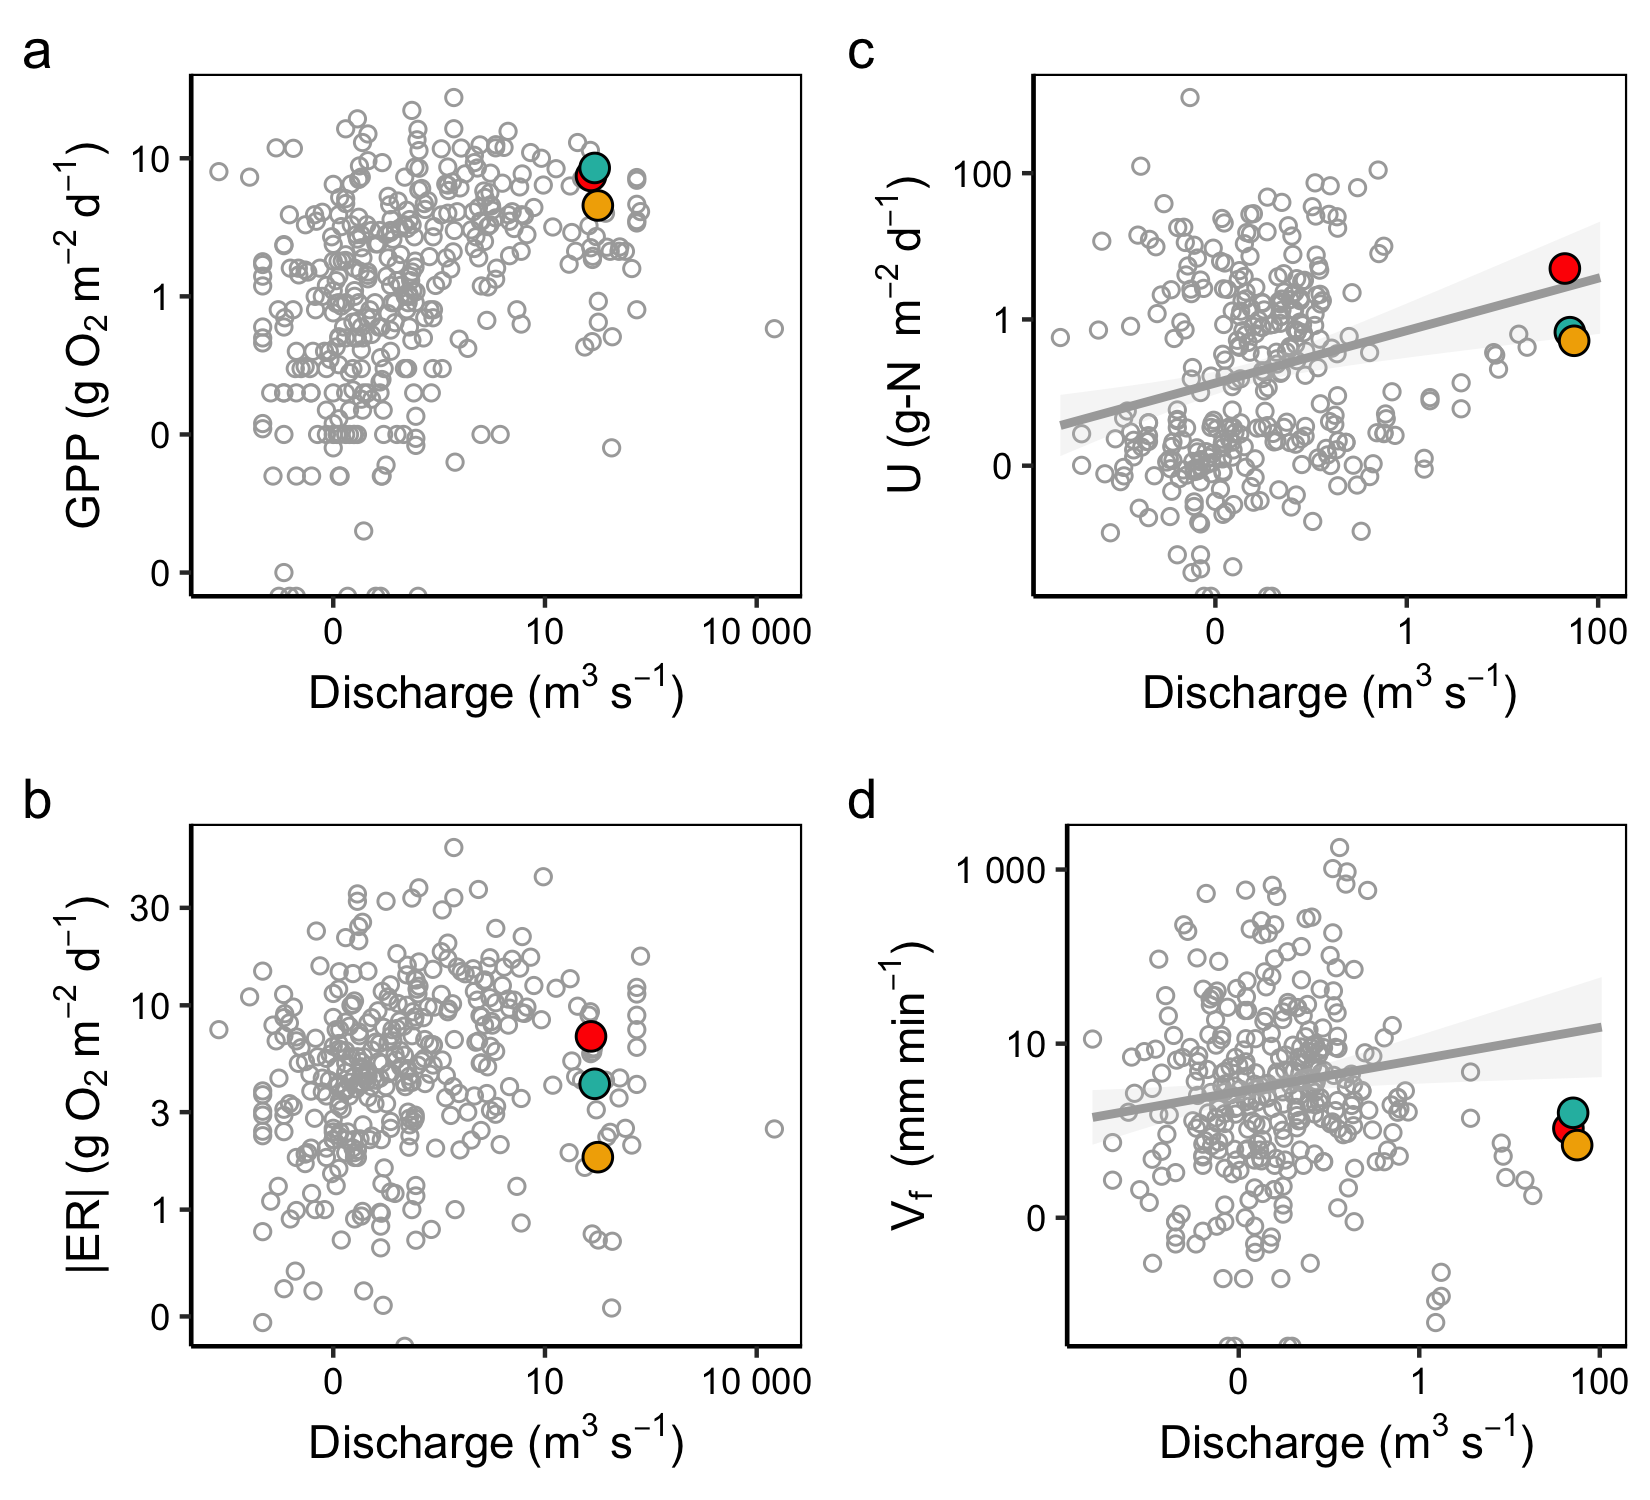 a
10
1
0
0
GPP (g O₂ m⁻² d⁻¹)
0
10
10 000
Discharge (m³ s⁻¹)
c
100
1
0
U (g-N m⁻² d⁻¹)
0
1
100
Discharge (m³ s⁻¹)
b
30
10
3
1
0
|ER| (g O₂ m⁻² d⁻¹)
0
10
10 000
Discharge (m³ s⁻¹)
d
1 000
10
0
V_f (mm min⁻¹)
0
1
100
Discharge (m³ s⁻¹)